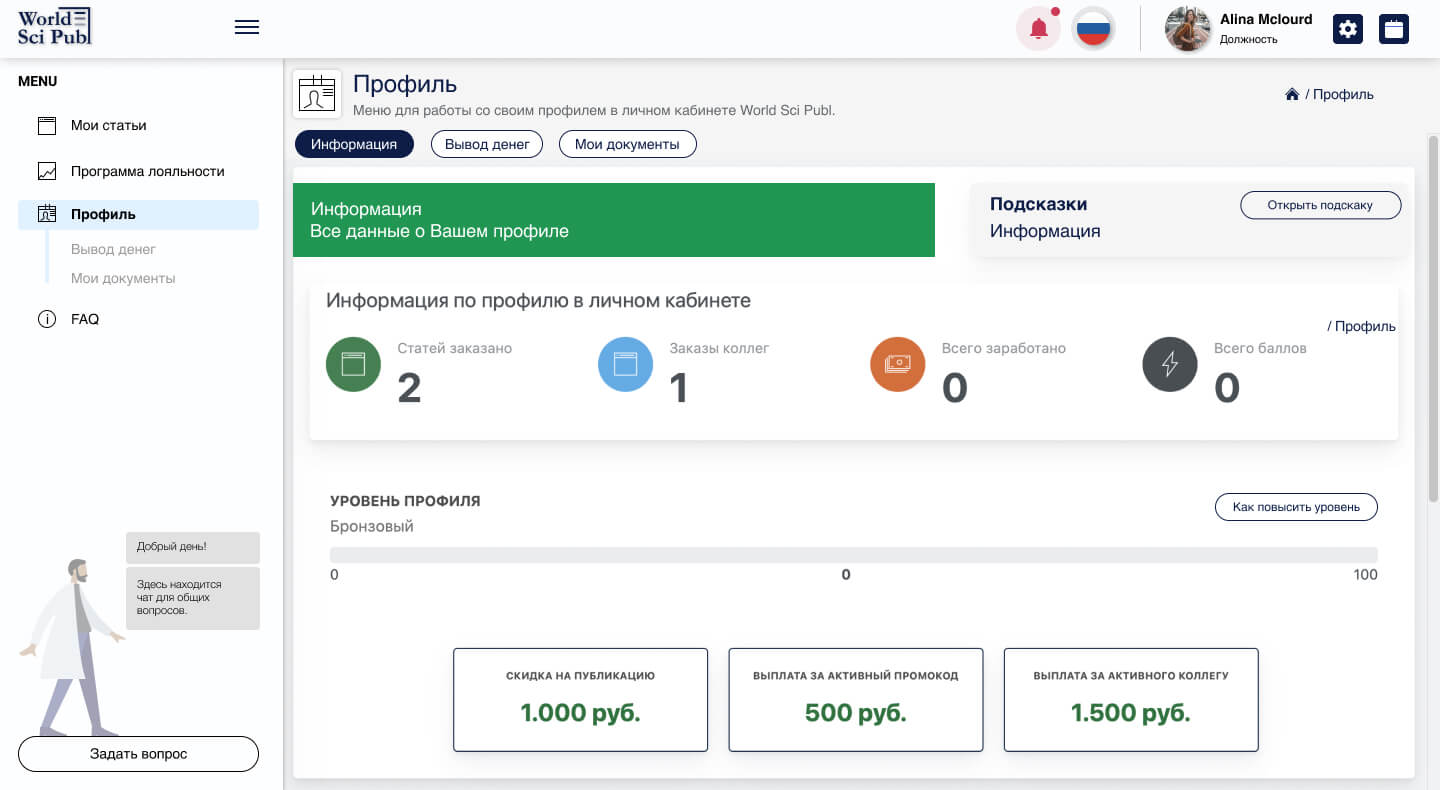 World
Sci Publ
Alina Mclourd
Должность
MENU
Мои статьи
Программа лояльности
Профиль
Вывод денег
Мои документы
FAQ
Добрый день!
Здесь находится
чат для общих
вопросов.
Задать вопрос
Профиль
Меню для работы со своим профилем в личном кабинете World Sci Publ.
/ Профиль
Информация
Вывод денег
Мои документы
Информация
Все данные о Вашем профиле
Подсказки
Информация
Открыть подскаку
Информация по профилю в личном кабинете
/ Профиль
Статей заказано
2
Заказы коллег
1
Всего заработано
0
Всего баллов
0
УРОВЕНЬ ПРОФИЛЯ
Бронзовый
Как повысить уровень
0 0 100
СКИДКА НА ПУБЛИКАЦИЮ
1.000 руб.
ВЫПЛАТА ЗА АКТИВНЫЙ ПРОМОКОД
500 руб.
ВЫПЛАТА ЗА АКТИВНОГО КОЛЛЕГУ
1.500 руб.